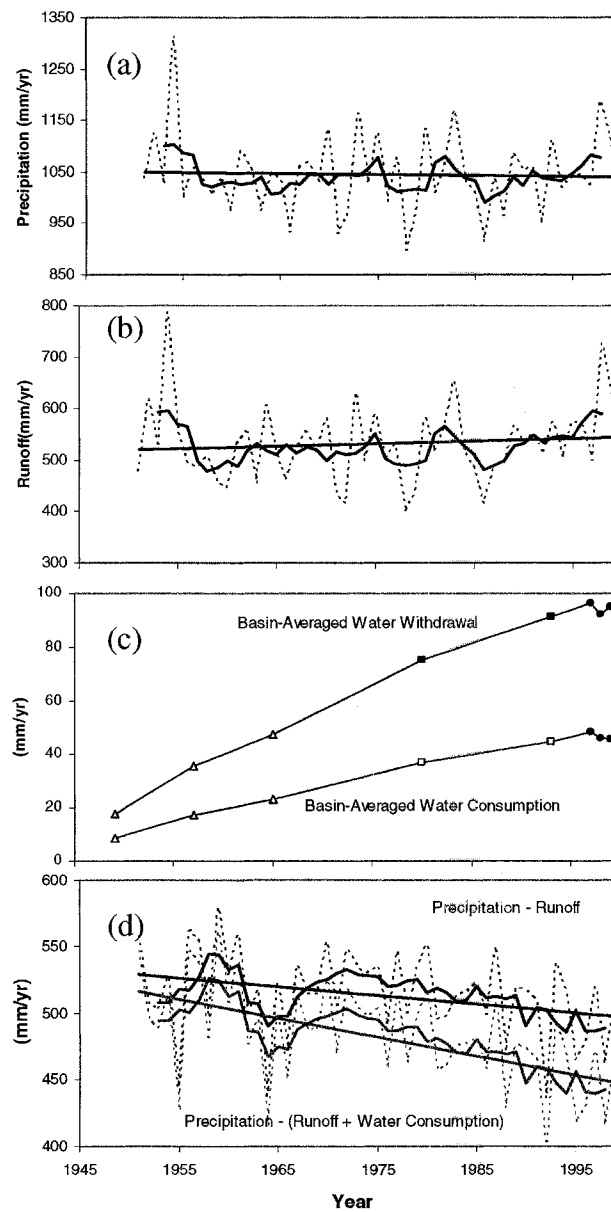 1350
1250
1150
1050
950
850
Precipitation (mm/yr)
(a)
800
700
600
500
400
300
Runoff(mm/yr)
(b)
100
80
60
40
20
0
(mm/yr)
(c)
Basin-Averaged Water Withdrawal
Basin-Averaged Water Consumption
550
500
450
400
(mm/yr)
(d)
Precipitation - Runoff
Precipitation - (Runoff + Water Consumption)
1945
1955
1965
1975
1985
1995
Year